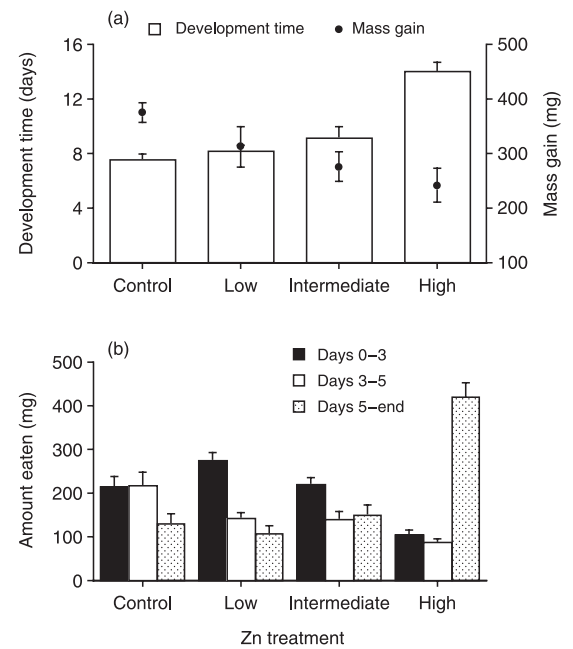 (a)
Development time
Mass gain
Development time (days)
16
12
8
4
0
Mass gain (mg)
500
400
300
200
100
Control
Low
Intermediate
High
(b)
Days 0–3
Days 3–5
Days 5–end
Amount eaten (mg)
500
400
300
200
100
0
Control
Low
Intermediate
High
Zn treatment